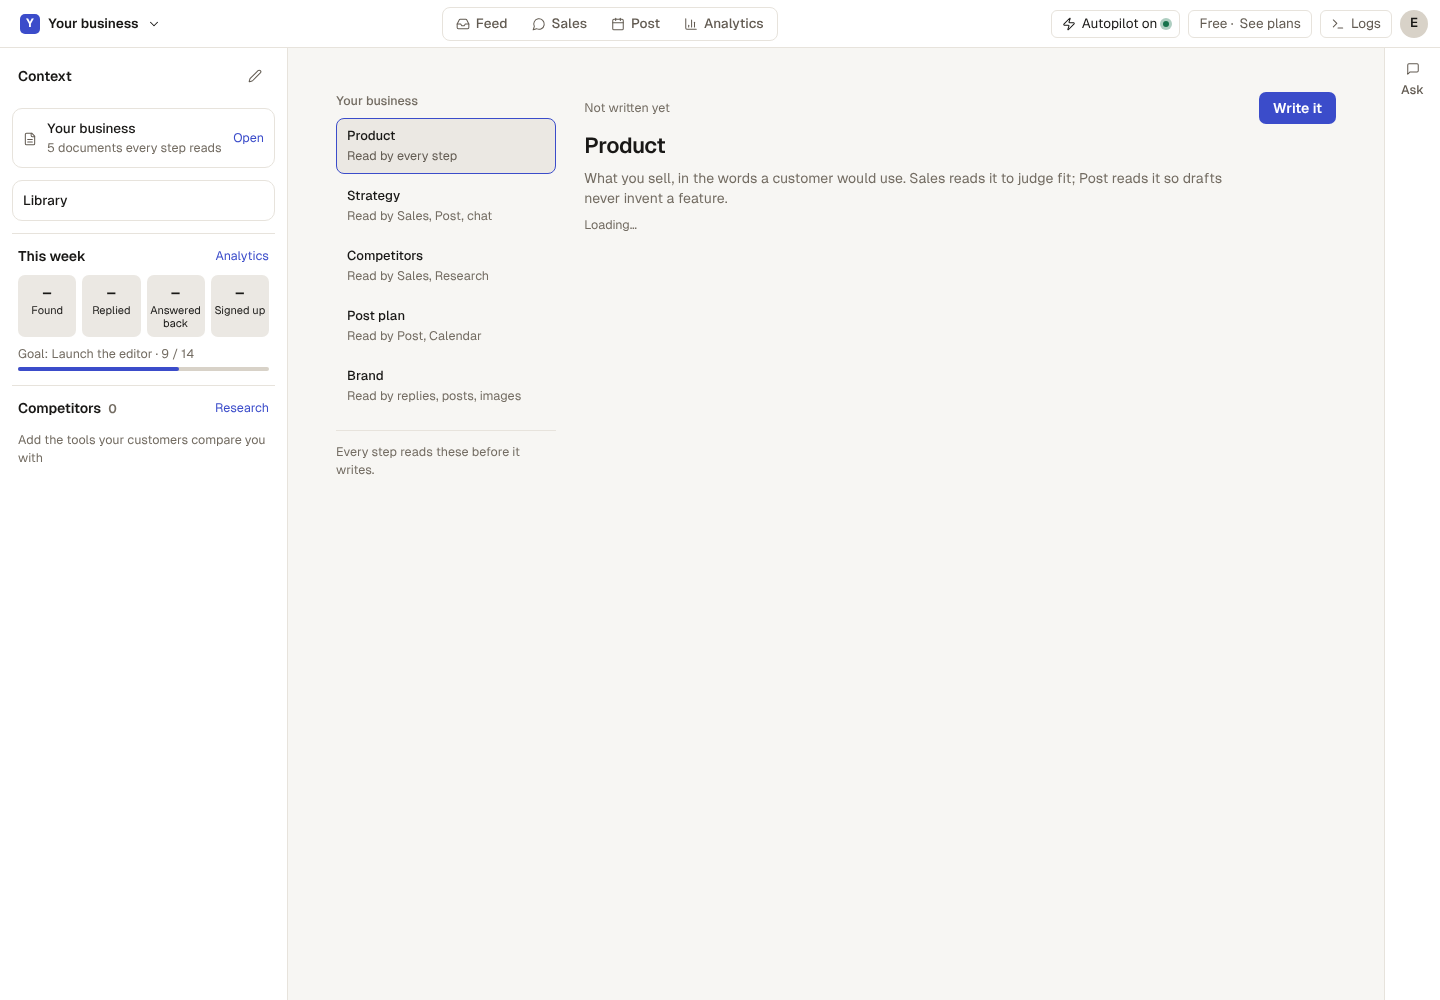 Y Your business
Feed Sales Post Analytics
Autopilot on Free · See plans Logs E
Context
Your business
5 documents every step reads
Open
Library
This week Analytics
– – – –
Found Replied Answered back Signed up
Goal: Launch the editor · 9 / 14
Competitors 0 Research
Add the tools your customers compare you
with
Your business
Product
Read by every step
Strategy
Read by Sales, Post, chat
Competitors
Read by Sales, Research
Post plan
Read by Post, Calendar
Brand
Read by replies, posts, images
Every step reads these before it
writes.
Not written yet
Write it
Product
What you sell, in the words a customer would use. Sales reads it to judge fit; Post reads it so drafts
never invent a feature.
Loading…
Ask